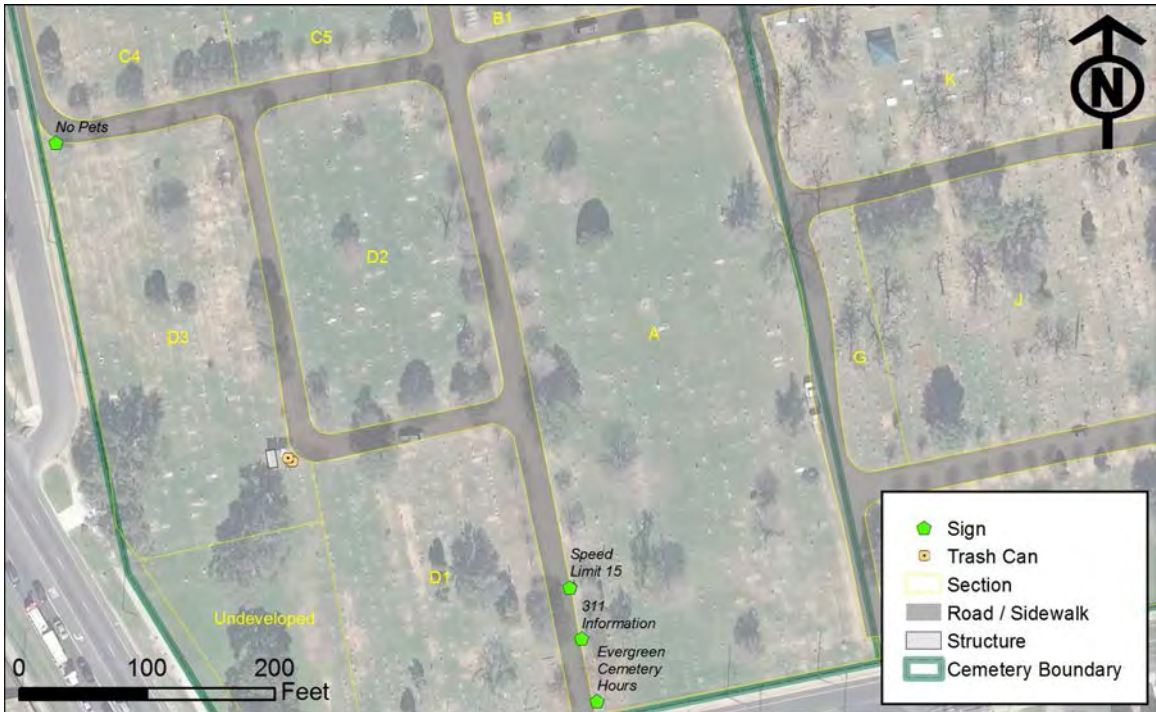 C4
C5
B1
K
No Pets
D2
J
D3
A
G
D1
Speed
Limit 15
311
Information
Evergreen
Cemetery
Hours
Undeveloped
0 100 200
Feet
N
Sign
Trash Can
Section
Road / Sidewalk
Structure
Cemetery Boundary